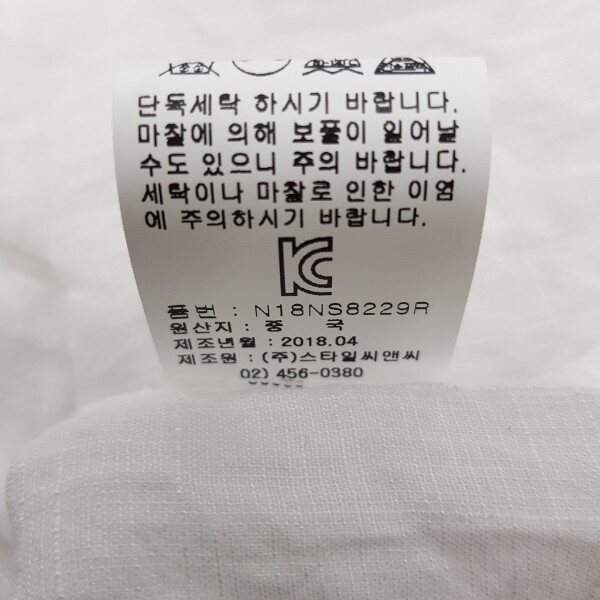 단독세탁 하시기 바랍니다.
마찰에 의해 보풀이 일어날
수도 있으니 주의 바랍니다.
세탁이나 마찰로 인한 이염
에 주의하시기 바랍니다.
품번 : N18NS8229R
원산지 : 중 국
제조년월 : 2018.04
제조원 : (주)스타일씨앤씨
02) 456-0380